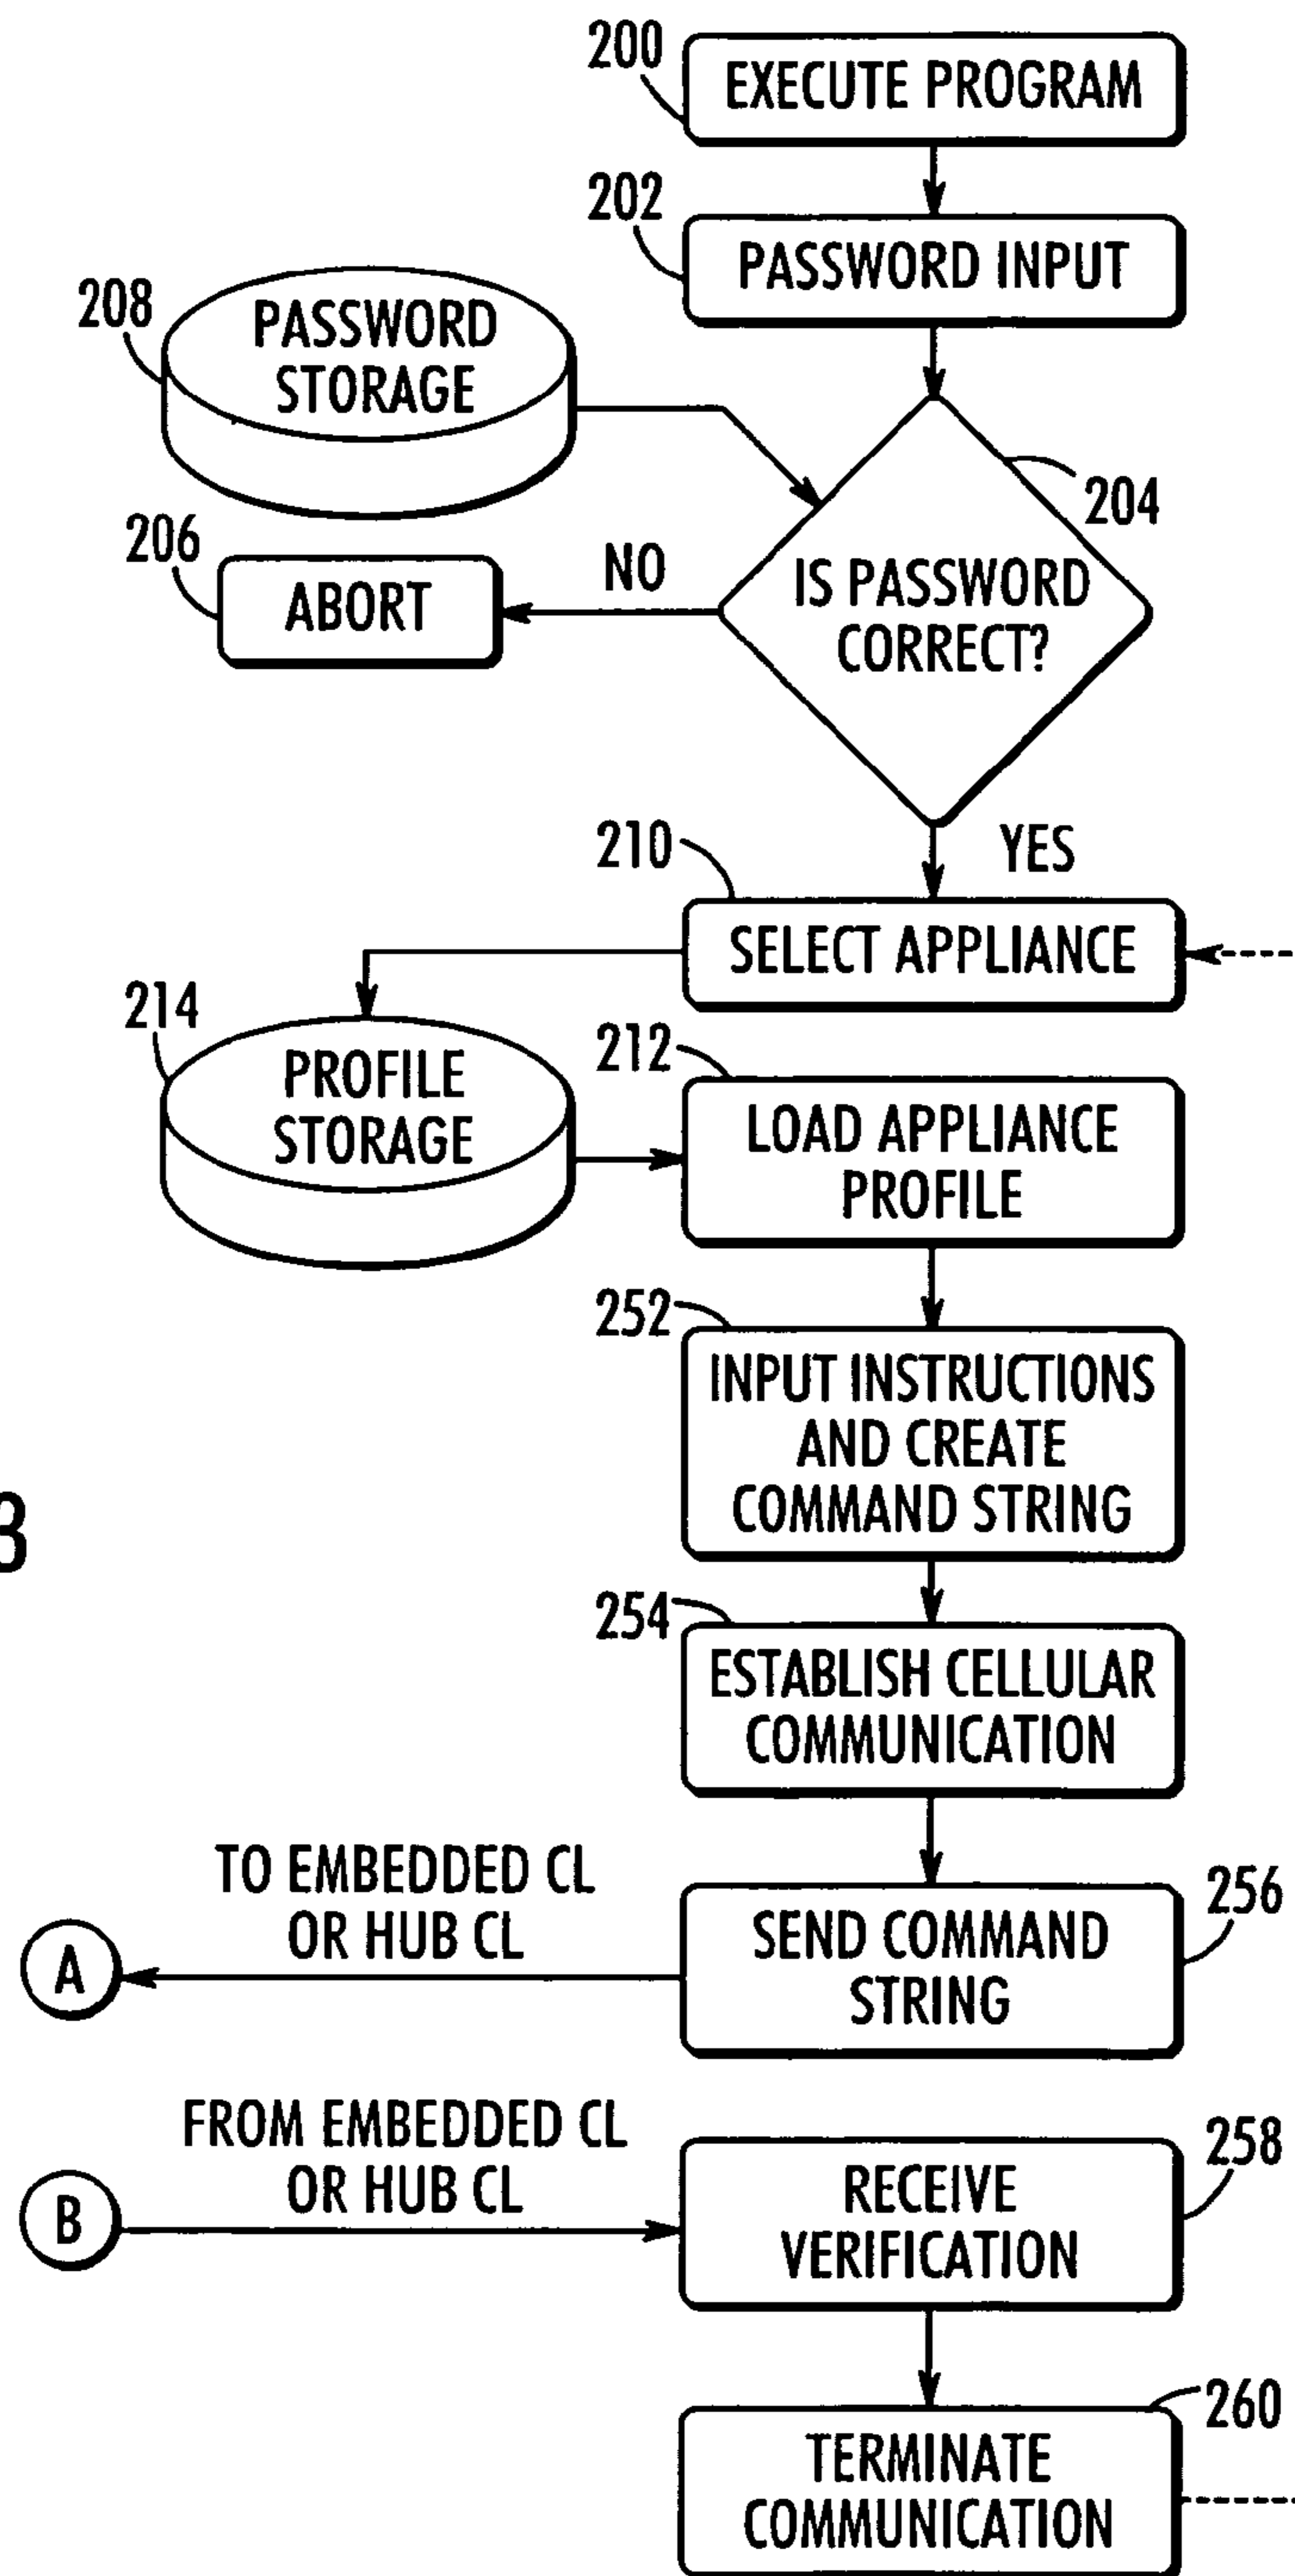 200
EXECUTE PROGRAM
202
PASSWORD INPUT
208
PASSWORD
STORAGE
204
206
ABORT
NO
IS PASSWORD
CORRECT?
YES
210
SELECT APPLIANCE
214
PROFILE
STORAGE
212
LOAD APPLIANCE
PROFILE
252
INPUT INSTRUCTIONS
AND CREATE
COMMAND STRING
B
254
ESTABLISH CELLULAR
COMMUNICATION
TO EMBEDDED CL
OR HUB CL
A
256
SEND COMMAND
STRING
FROM EMBEDDED CL
OR HUB CL
B
258
RECEIVE
VERIFICATION
260
TERMINATE
COMMUNICATION